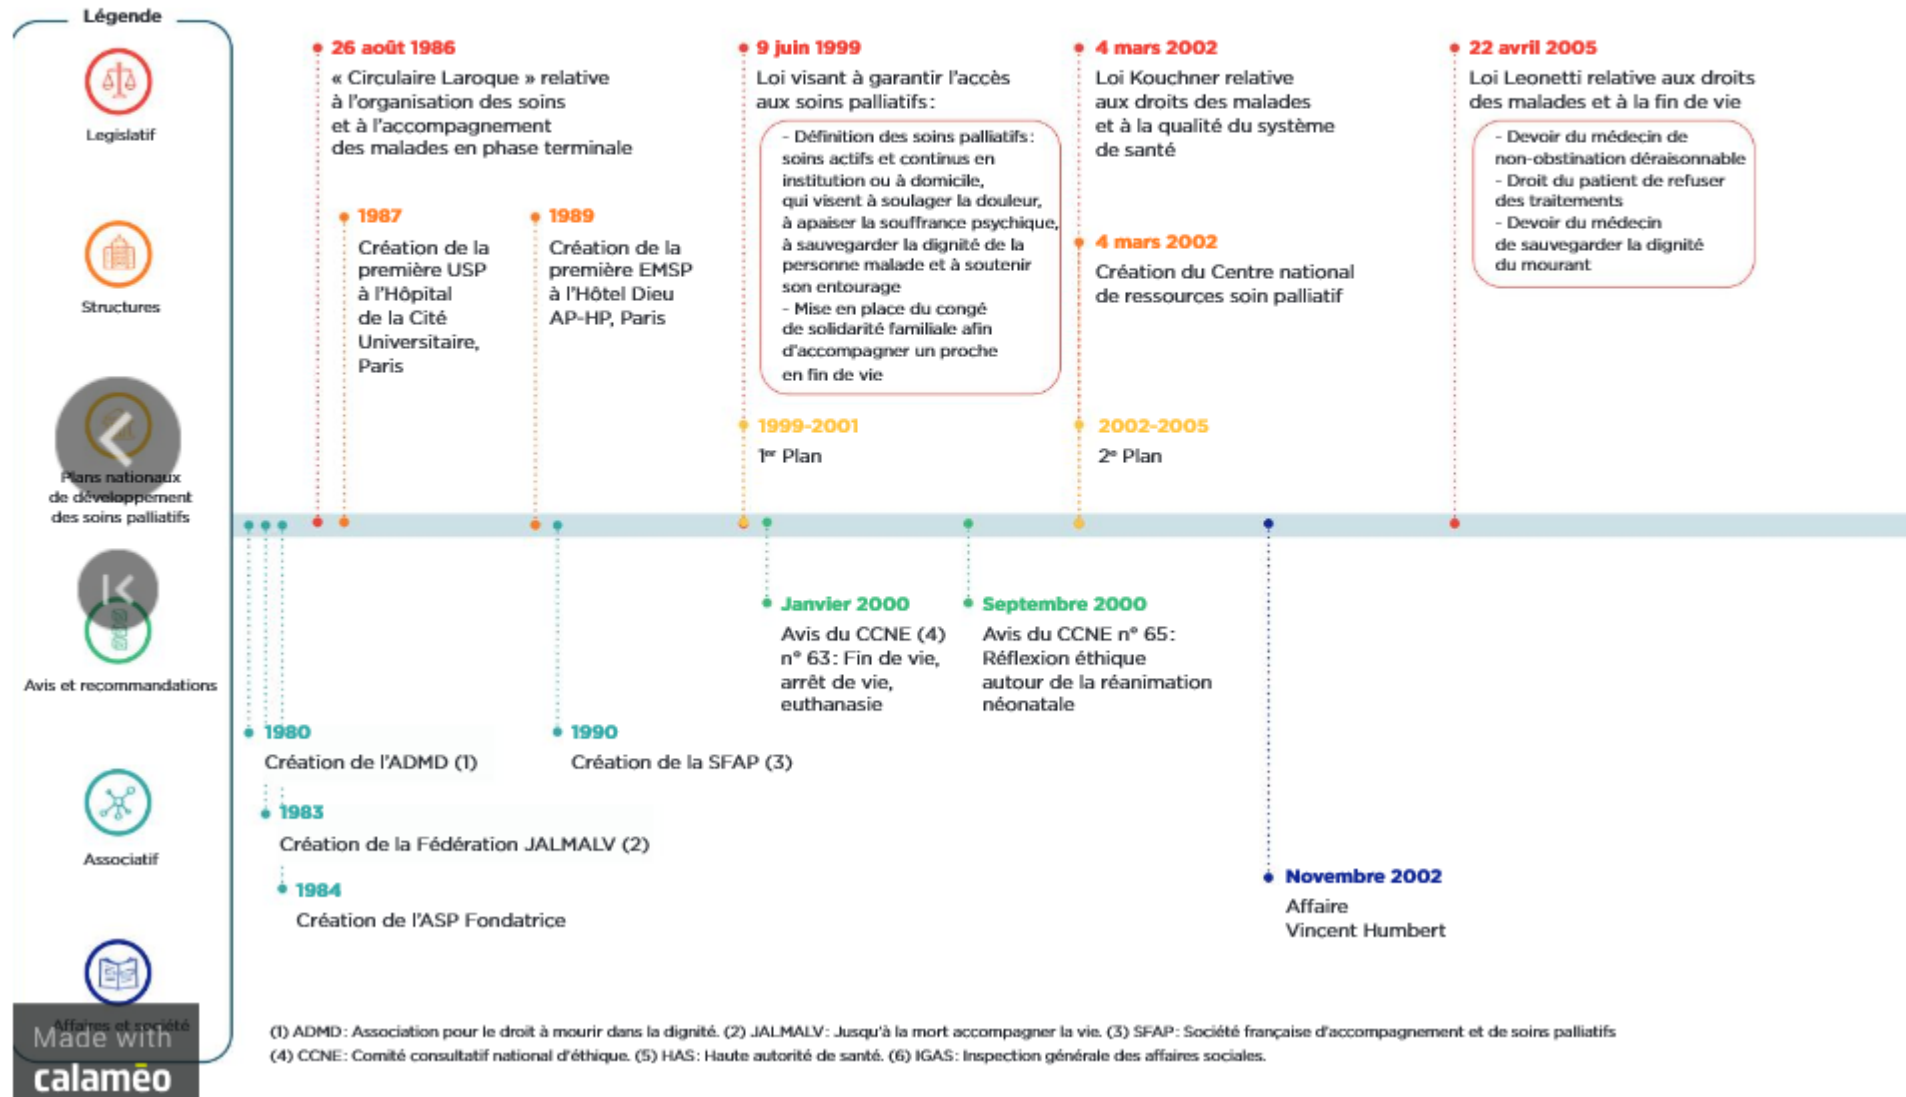 Légende
Legislatif
Structures
Plans nationaux
de développement
des soins palliatifs
Avis et recommandations
Associatif
Affaires et société
26 août 1986
« Circulaire Laroque » relative
à l'organisation des soins
et à l'accompagnement
des malades en phase terminale
1987
Création de la
première USP
à l'Hôpital
de la Cité
Universitaire,
Paris
1989
Création de la
première EMSP
à l'Hôtel Dieu
AP-HP, Paris
9 juin 1999
Loi visant à garantir l'accès
aux soins palliatifs :
- Définition des soins palliatifs :
soins actifs et continus en
institution ou à domicile,
qui visent à soulager la douleur,
à apaiser la souffrance psychique,
à sauvegarder la dignité de la
personne malade et à soutenir
son entourage
- Mise en place du congé
de solidarité familiale afin
d'accompagner un proche
en fin de vie
1999-2001
1er Plan
4 mars 2002
Loi Kouchner relative
aux droits des malades
et à la qualité du système
de santé
4 mars 2002
Création du Centre national
de ressources soin palliatif
2002-2005
2e Plan
22 avril 2005
Loi Leonetti relative aux droits
des malades et à la fin de vie
- Devoir du médecin de
non-obstination déraisonnable
- Droit du patient de refuser
des traitements
- Devoir du médecin
de sauvegarder la dignité
du mourant
Janvier 2000
Avis du CCNE (4)
n° 63 : Fin de vie,
arrêt de vie,
euthanasie
Septembre 2000
Avis du CCNE n° 65 :
Réflexion éthique
autour de la réanimation
néonatale
1980
Création de l'ADMD (1)
1990
Création de la SFAP (3)
1983
Création de la Fédération JALMALV (2)
1984
Création de l'ASP Fondatrice
Novembre 2002
Affaire
Vincent Humbert
(1) ADMD : Association pour le droit à mourir dans la dignité. (2) JALMALV : Jusqu'à la mort accompagner la vie. (3) SFAP : Société française d'accompagnement et de soins palliatifs
(4) CCNE : Comité consultatif national d'éthique. (5) HAS : Haute autorité de santé. (6) IGAS : Inspection générale des affaires sociales.
Made with
calaméo